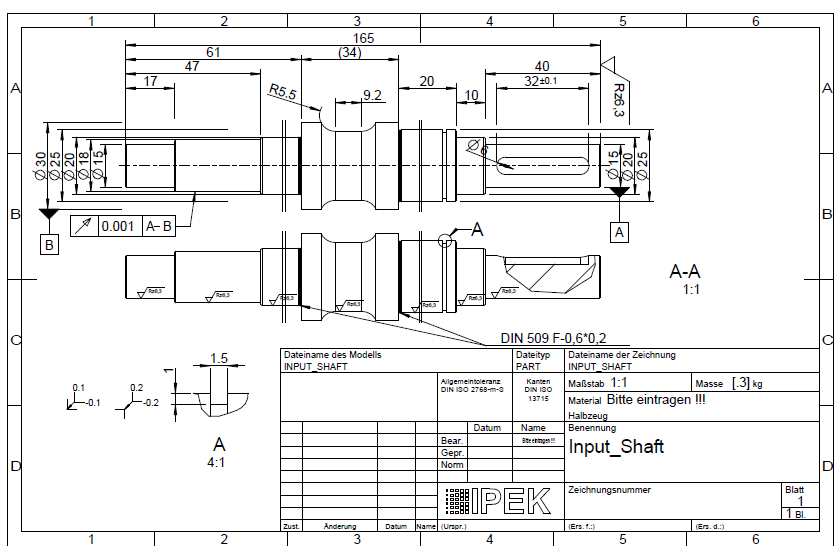 1 2 3 4 5 6
165
61 (34)
47 20 40
17 R5.5 9.2 10 32±0.1
Rz6,3
A A
Ø30 Ø25 Ø20 Ø18 Ø15 Ø6 Ø15 Ø20 Ø25
B B
0.001 A-B
B A
A
Rz6,3 Rz6,3 Rz6,3 Rz6,3 Rz6,3 Rz6,3 Rz6,3
A-A
1:1
C C
DIN 509 F-0,6*0,2
1.5
1
0.1 -0.1 0.2 -0.2
A
4:1
D D
Dateiname des Modells
INPUT_SHAFT
Dateityp
PART
Dateiname der Zeichnung
INPUT_SHAFT
Allgemeintoleranz
DIN ISO 2768-m-S
Kanten
DIN ISO
13715
Maßstab 1:1 Masse [.3] kg
Material Bitte eintragen !!!
Halbzeug
Datum Name
Bear. Bitte eintragen !!!
Gepr.
Norm
Benennung
Input_Shaft
IPEK
Zeichnungsnummer
Blatt
1
1 Bl.
Zust. Änderung Datum Name (Urspr.) (Ers. f.:) (Ers. d.:)
1 2 3 4 5 6